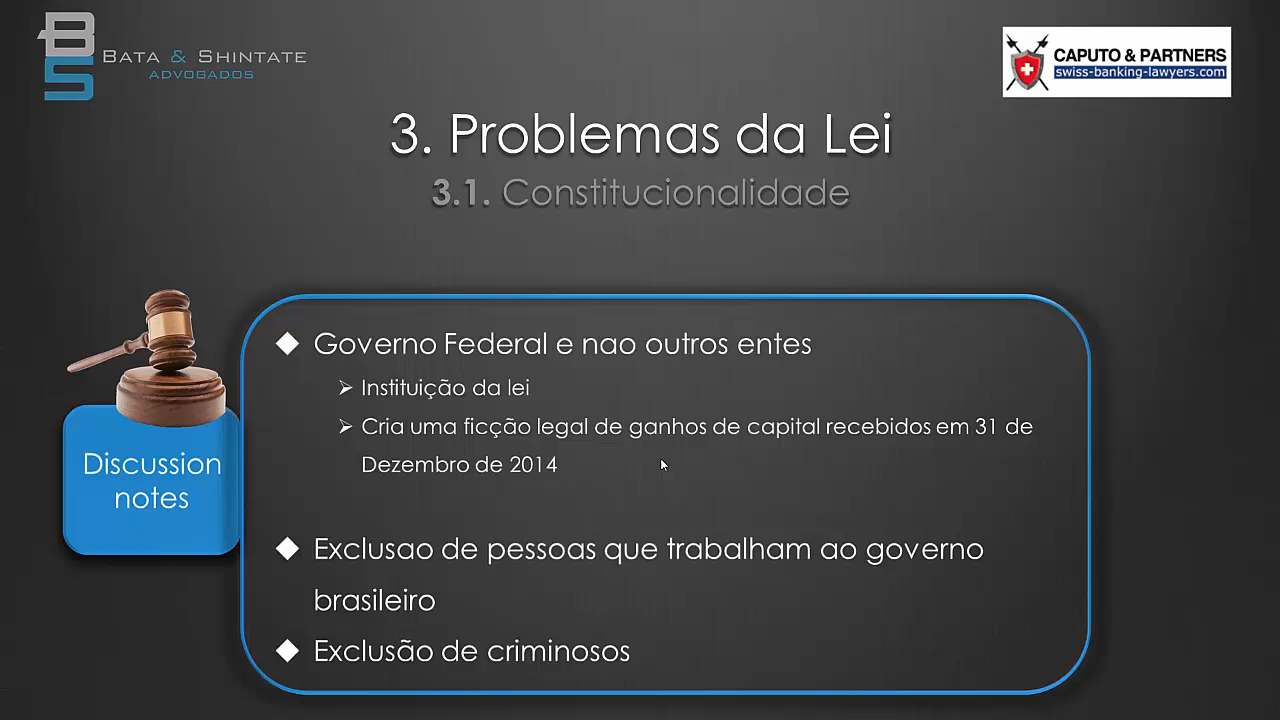 BS
BATA & SHINTATE
ADVOGADOS
CAPUTO & PARTNERS
swiss-banking-lawyers.com
3. Problemas da Lei
3.1. Constitucionalidade
Discussion
notes
Governo Federal e nao outros entes
Instituição da lei
Cria uma ficção legal de ganhos de capital recebidos em 31 de
Dezembro de 2014
Exclusao de pessoas que trabalham ao governo
brasileiro
Exclusão de criminosos